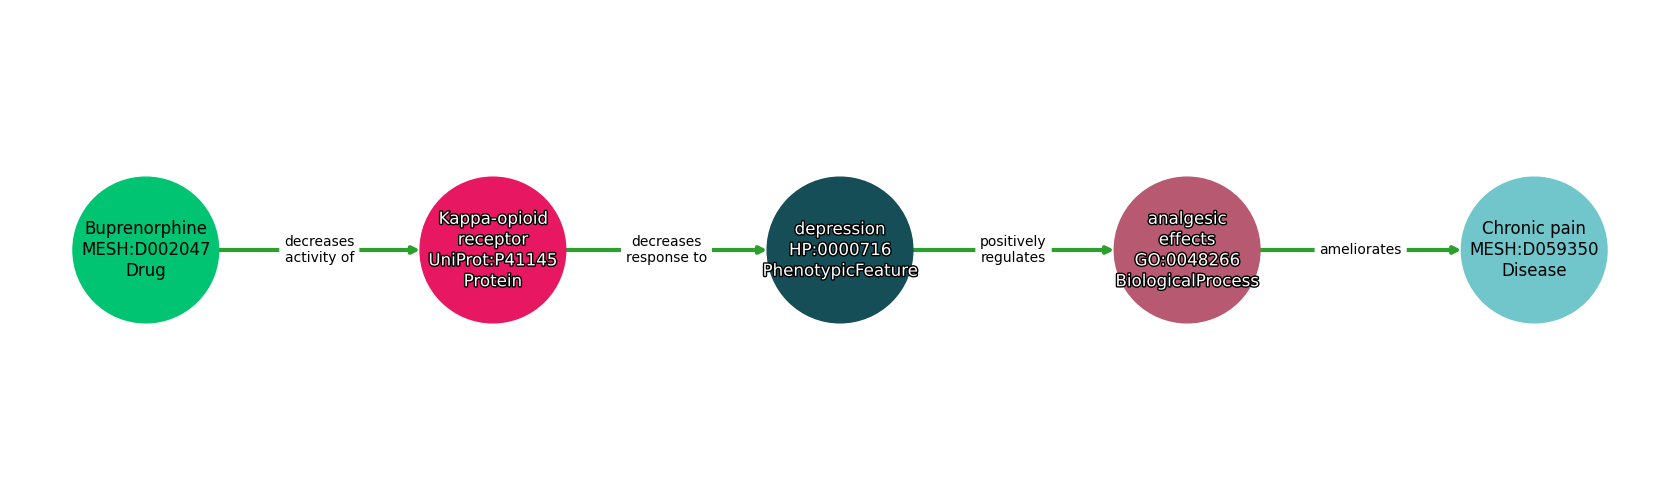 Buprenorphine
MESH:D002047
Drug
decreases
activity of
Kappa-opioid
receptor
UniProt:P41145
Protein
decreases
response to
depression
HP:0000716
PhenotypicFeature
positively
regulates
analgesic
effects
GO:0048266
BiologicalProcess
ameliorates
Chronic pain
MESH:D059350
Disease